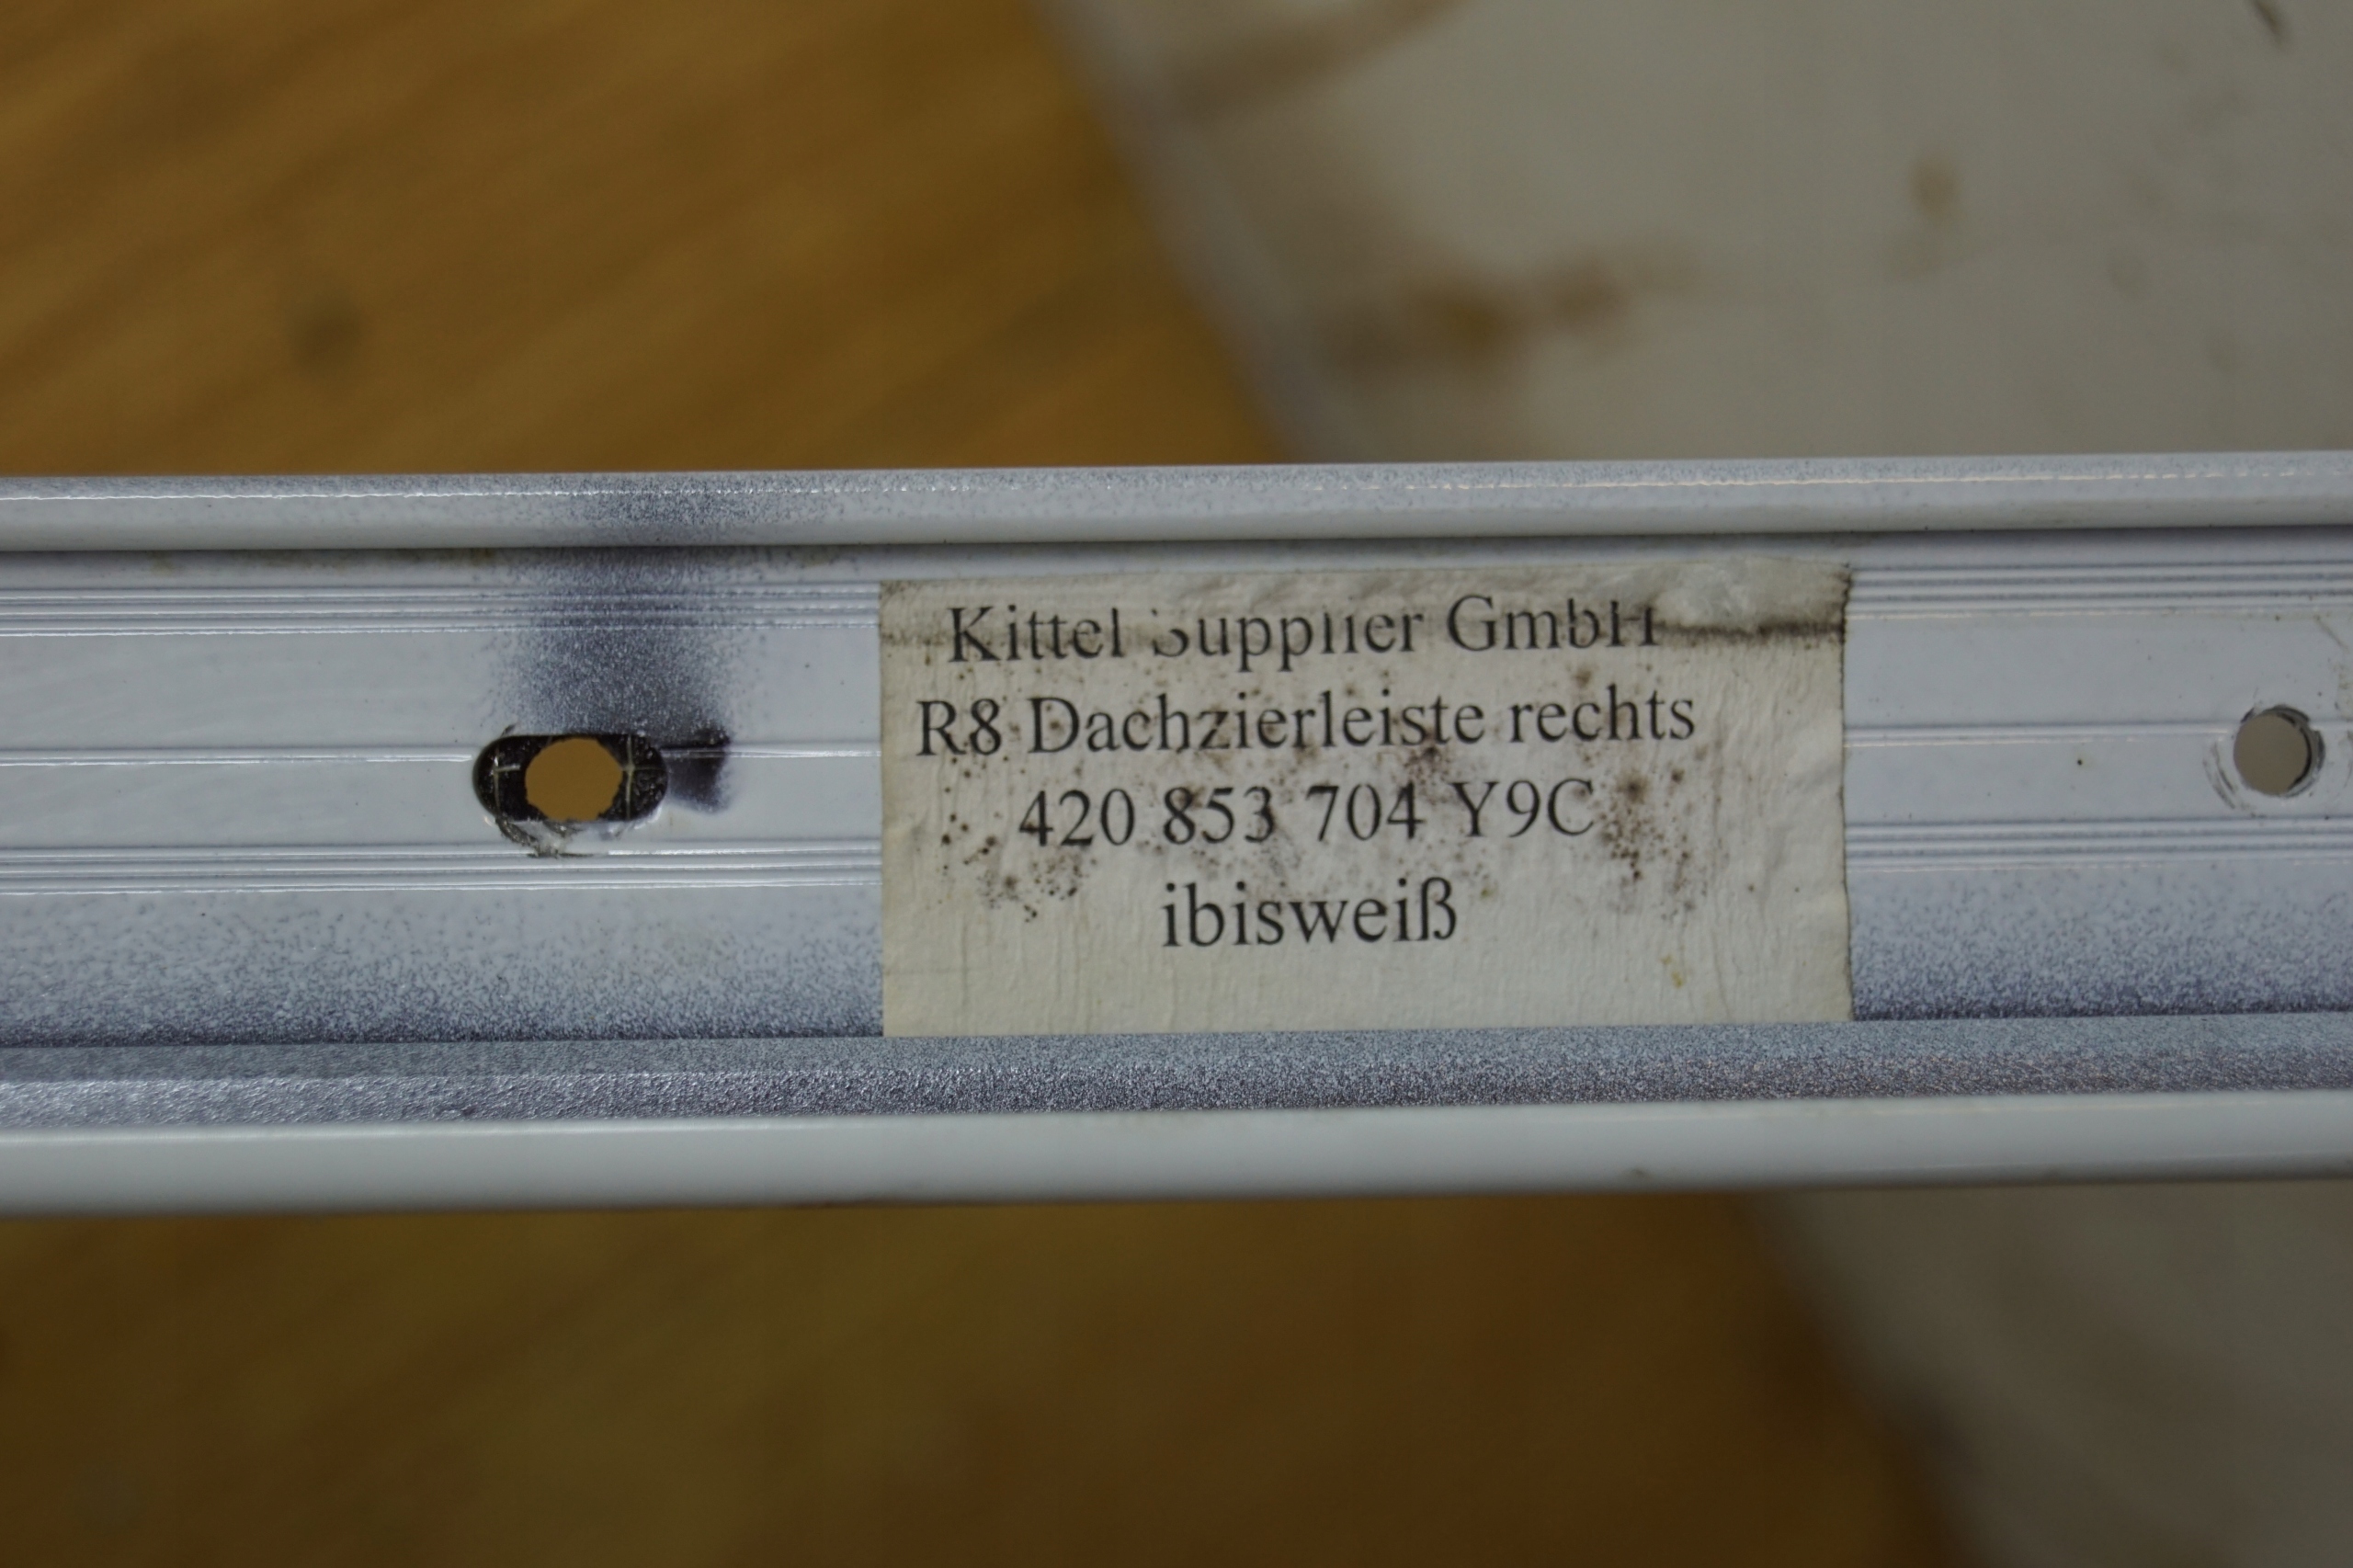 Kittel Supplier GmbH
R8 Dachzierleiste rechts
420 853 704 Y9C
ibisweiß